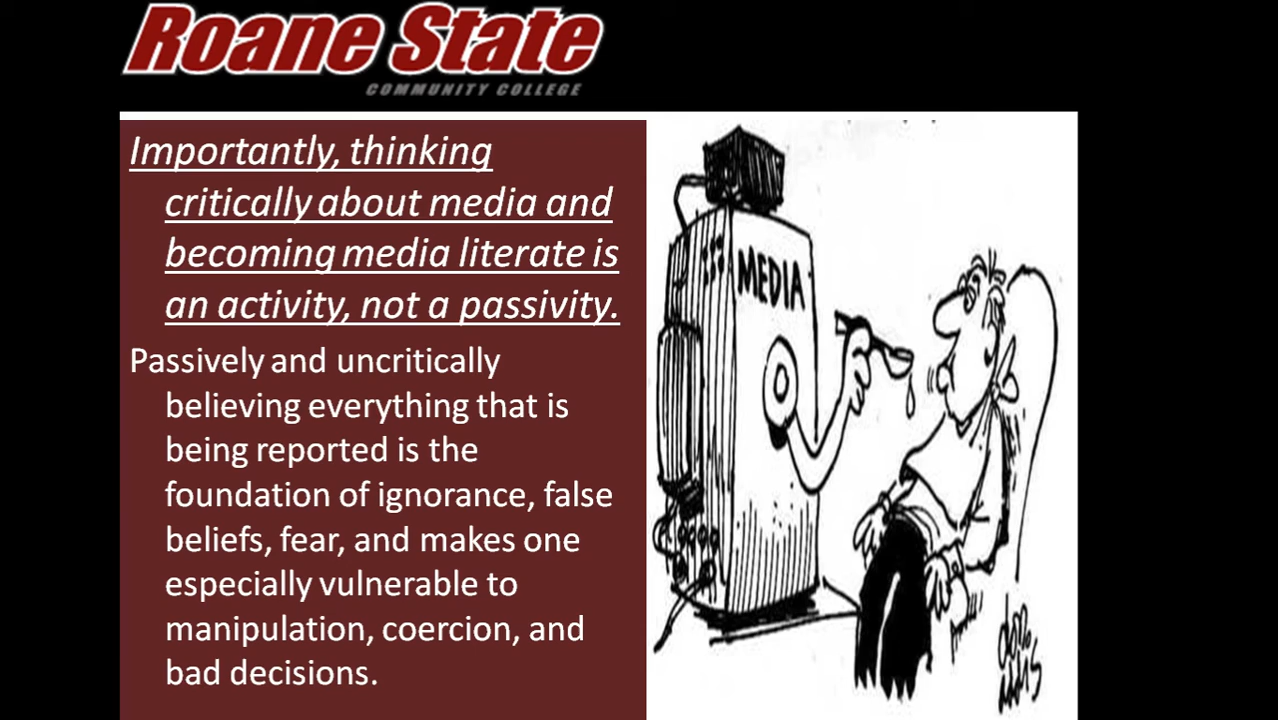 Roane State
COMMUNITY COLLEGE
Importantly, thinking
critically about media and
becoming media literate is
an activity, not a passivity.
Passively and uncritically
believing everything that is
being reported is the
foundation of ignorance, false
beliefs, fear, and makes one
especially vulnerable to
manipulation, coercion, and
bad decisions.
MEDIA